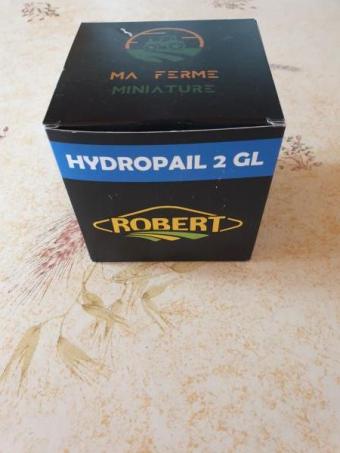 MA FERME
MINIATURE
HYDROPAIL 2 GL
ROBERT